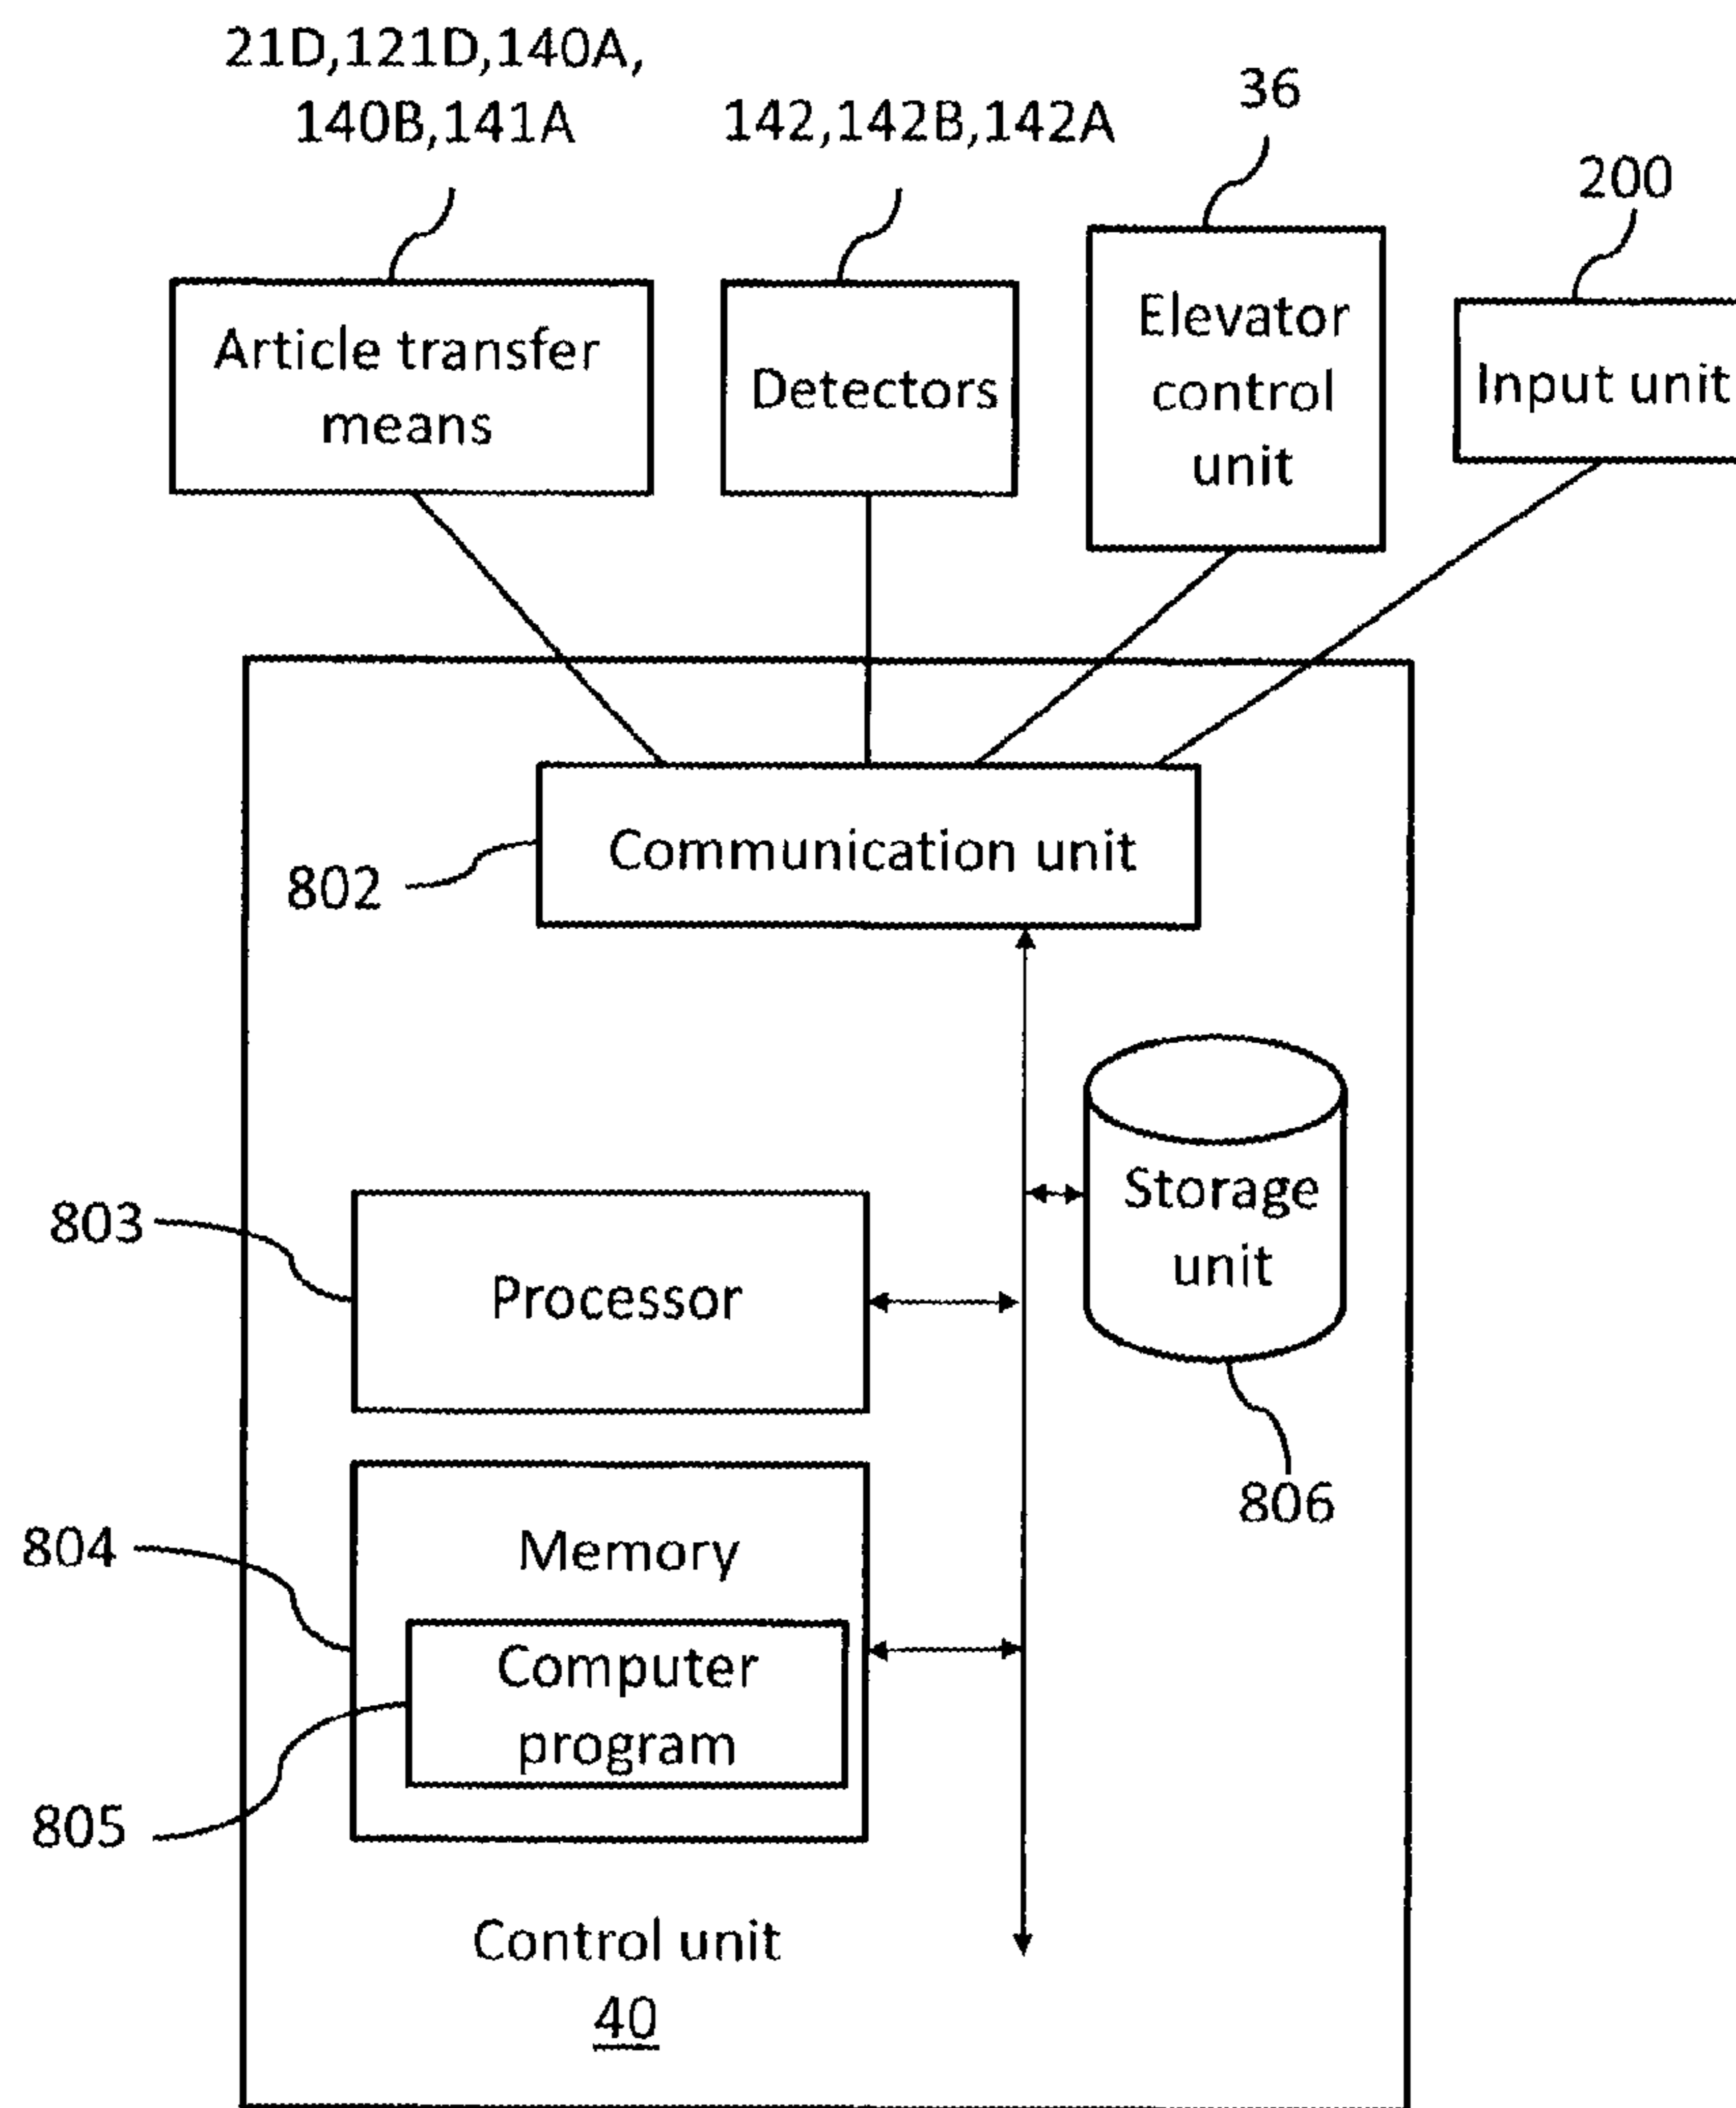 21D,121D,140A,
140B,141A
142,142B,142A
36
200
Article transfer
means
Detectors
Elevator
control
unit
Input unit
Communication unit
802
803
Processor
Storage
unit
806
804
Memory
Computer
program
805
Control unit
40